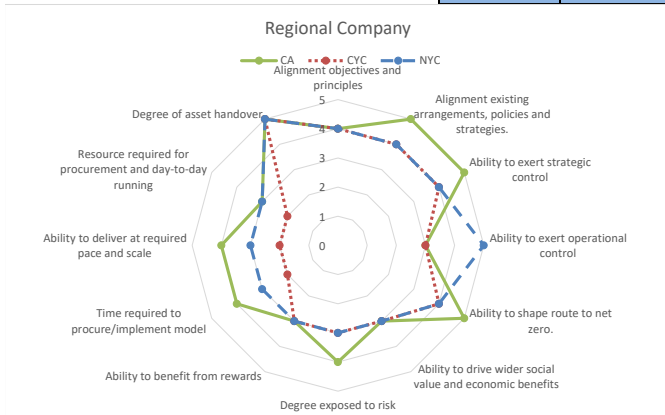 Regional Company
CA CYC NYC
Alignment objectives and
principles
Alignment existing
arrangements, policies and
strategies.
Ability to exert strategic
control
Ability to exert operational
control
Ability to shape route to net
zero.
Ability to drive wider social
value and economic benefits
Degree exposed to risk
Ability to benefit from rewards
Time required to
procure/implement model
Ability to deliver at required
pace and scale
Resource required for
procurement and day-to-day
running
Degree of asset handover
5
4
3
2
1
0